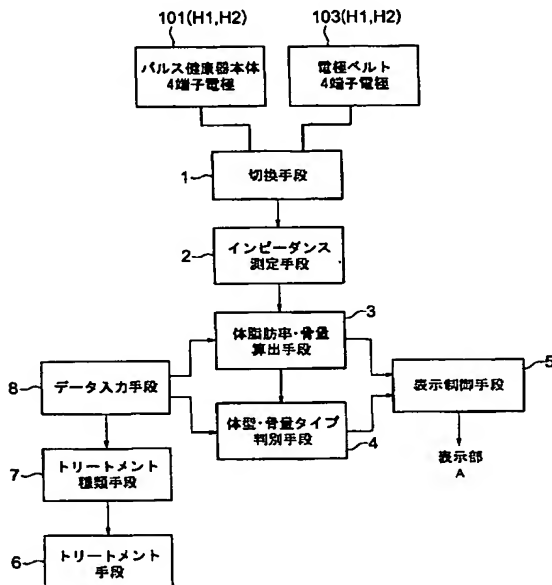 101(H1,H2)
103(H1,H2)
パルス健康器本体
4端子電極
電極ベルト
4端子電極
1
切換手段
2
インピーダンス
測定手段
3
体脂肪率・骨量
算出手段
5
表示制御手段
8
データ入力手段
体型・骨量タイプ
判別手段
4
表示部
A
7
トリートメント
種類手段
6
トリートメント
手段